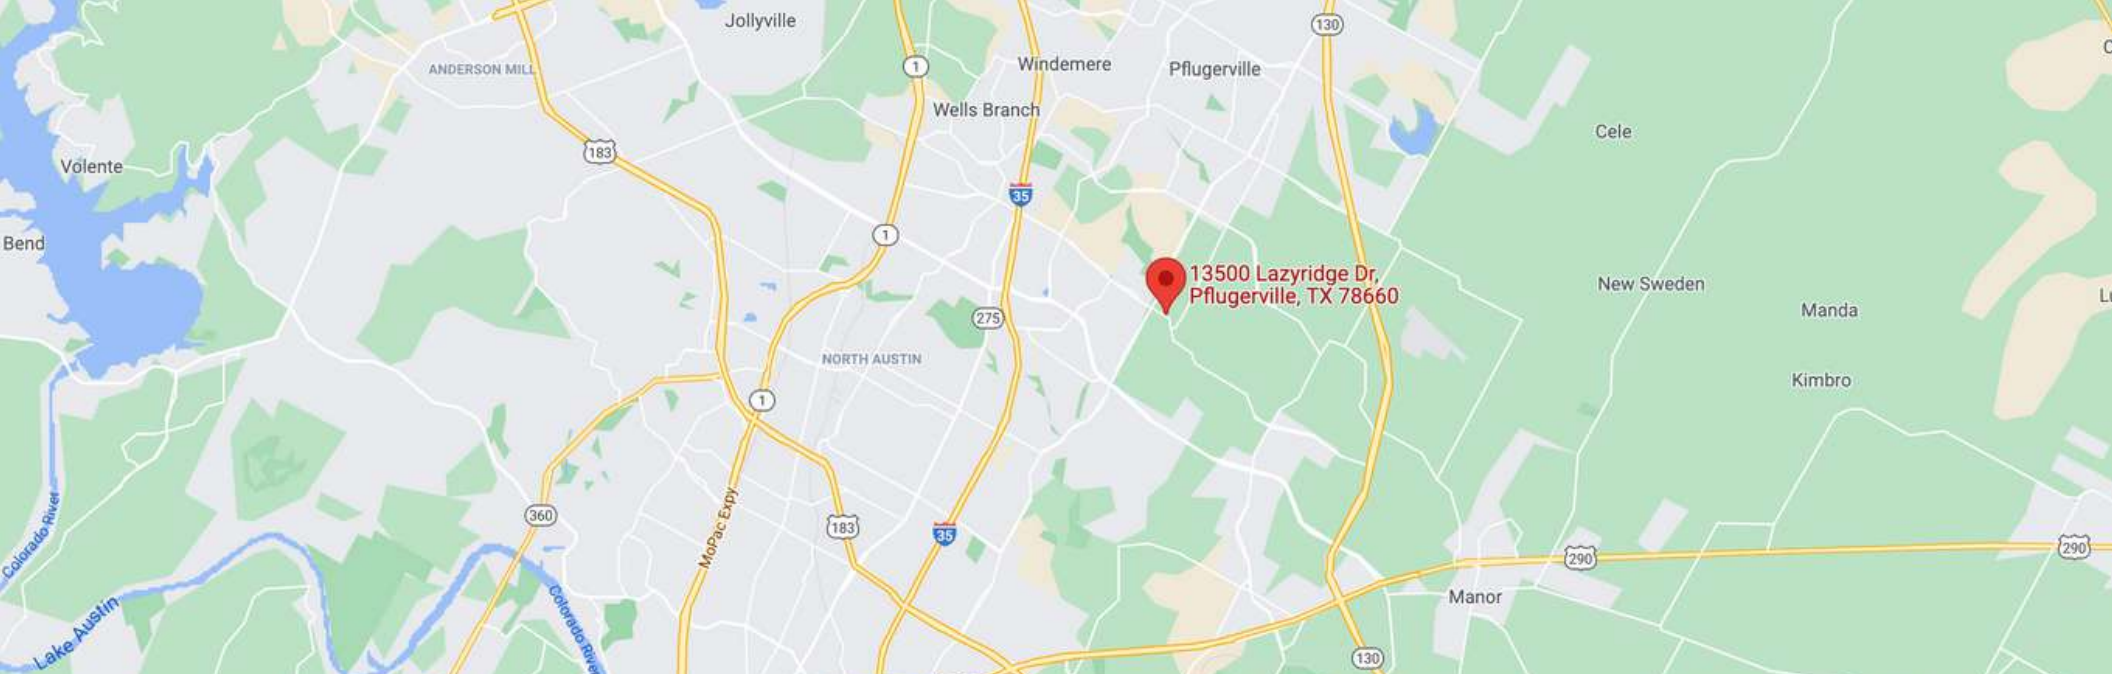 Jollyville
130
ANDERSON MILL
1
Windemere
Pflugerville
Wells Branch
Cele
183
Volente
35
Bend
1
13500 Lazyridge Dr,
Pflugerville, TX 78660
New Sweden
Manda
275
NORTH AUSTIN
Kimbro
1
360
MoPac Expy
183
35
Colorado River
290
290
Lake Austin
Colorado River
Manor
130